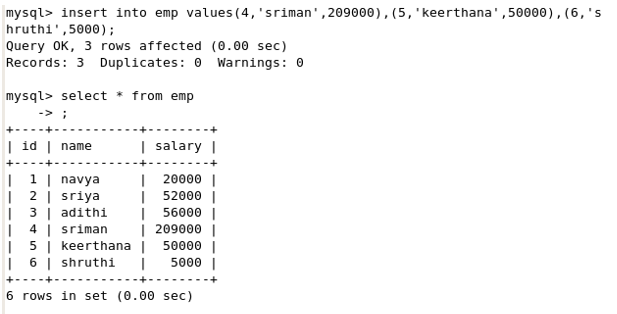 mysql> insert into emp values(4,'sriman',209000),(5,'keerthana',50000),(6,'s
hruthi',5000);
Query OK, 3 rows affected (0.00 sec)
Records: 3  Duplicates: 0  Warnings: 0

mysql> select * from emp
    -> ;
+----+-----------+--------+
| id | name      | salary |
+----+-----------+--------+
|  1 | navya     |  20000 |
|  2 | sriya     |  52000 |
|  3 | adithi    |  56000 |
|  4 | sriman    | 209000 |
|  5 | keerthana |  50000 |
|  6 | shruthi   |   5000 |
+----+-----------+--------+
6 rows in set (0.00 sec)